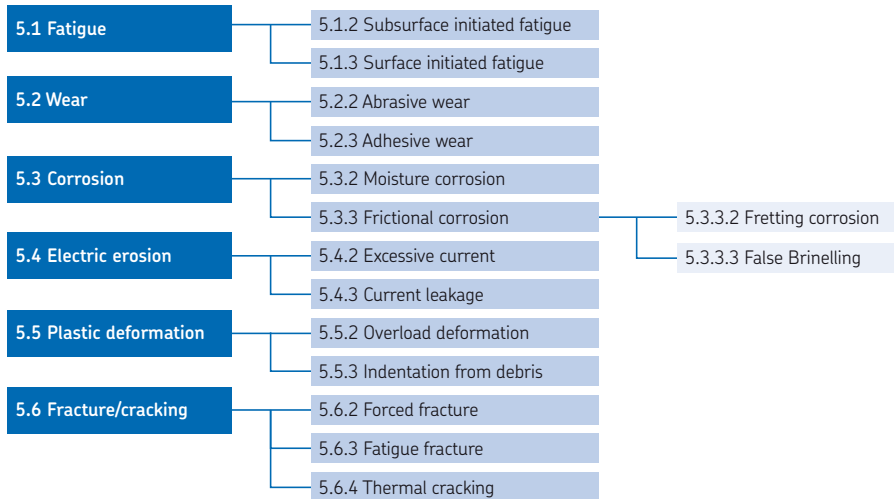 5.1 Fatigue
5.1.2 Subsurface initiated fatigue
5.1.3 Surface initiated fatigue
5.2 Wear
5.2.2 Abrasive wear
5.2.3 Adhesive wear
5.3 Corrosion
5.3.2 Moisture corrosion
5.3.3 Frictional corrosion
5.3.3.2 Fretting corrosion
5.3.3.3 False Brinelling
5.4 Electric erosion
5.4.2 Excessive current
5.4.3 Current leakage
5.5 Plastic deformation
5.5.2 Overload deformation
5.5.3 Indentation from debris
5.6 Fracture/cracking
5.6.2 Forced fracture
5.6.3 Fatigue fracture
5.6.4 Thermal cracking